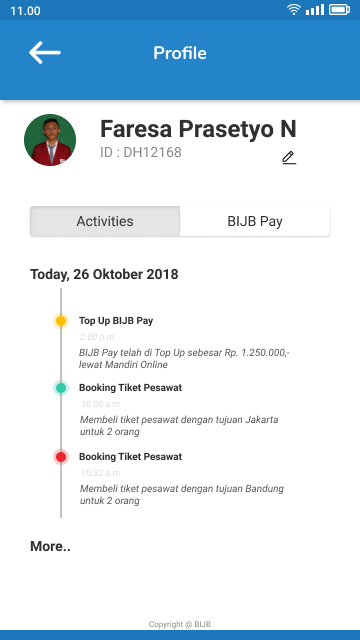 11.00
Profile
Faresa Prasetyo N
ID : DH12168
Activities
BIJB Pay
Today, 26 Oktober 2018
Top Up BIJB Pay
2.00 p.m
BIJB Pay telah di Top Up sebesar Rp. 1.250.000,-
lewat Mandiri Online
Booking Tiket Pesawat
10.00 a.m
Membeli tiket pesawat dengan tujuan Jakarta
untuk 2 orang
Booking Tiket Pesawat
10.32 a.m
Membeli tiket pesawat dengan tujuan Bandung
untuk 2 orang
More..
Copyright @ BIJB